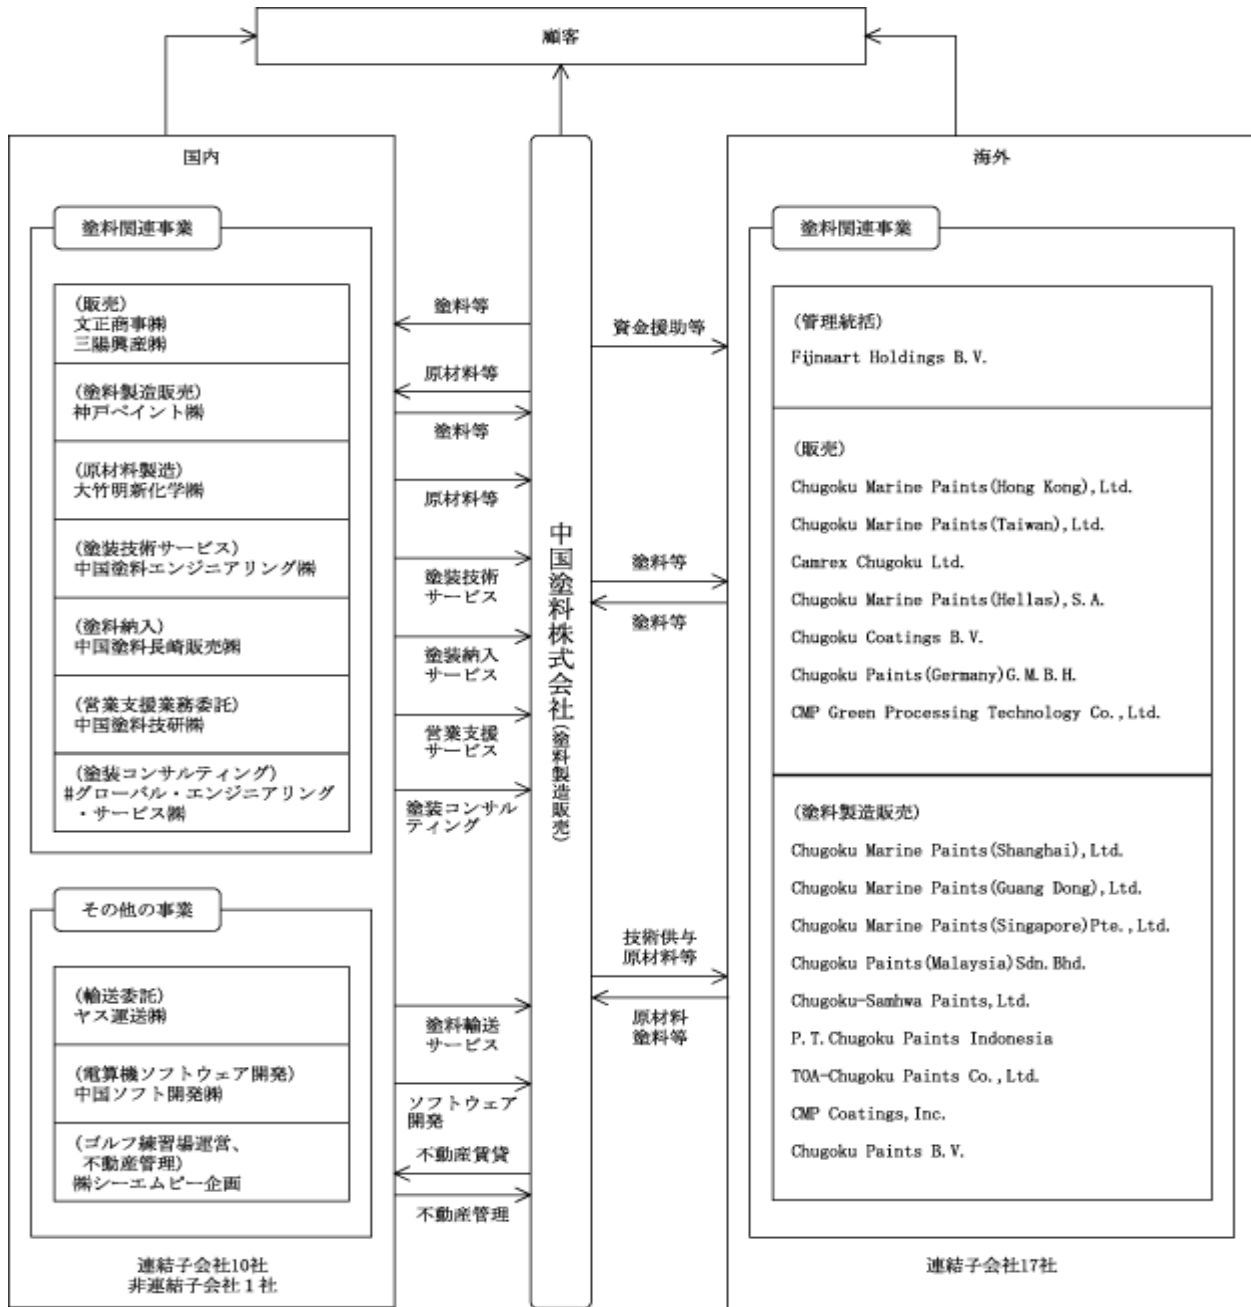 顧客
国内
塗料関連事業
(販売)
文正商事㈱
三陽興産㈱
(塗料製造販売)
神戸ペイント㈱
(原材料製造)
大竹明新化学㈱
(塗装技術サービス)
中国塗料エンジニアリング㈱
(塗料納入)
中国塗料長崎販売㈱
(営業支援業務委託)
中国塗料技研㈱
(塗装コンサルティング)
#グローバル・エンジニアリング
・サービス㈱
その他の事業
(輸送委託)
ヤス運送㈱
(電算機ソフトウェア開発)
中国ソフト開発㈱
(ゴルフ練習場運営、
不動産管理)
㈱シーエムピー企画
連結子会社10社
非連結子会社1社
塗料等
原材料等
塗料等
原材料等
塗装技術
サービス
塗装納入
サービス
営業支援
サービス
塗装コンサル
ティング
塗料輸送
サービス
ソフトウェア
開発
不動産賃貸
不動産管理
中国塗料株式会社(塗料製造販売)
資金援助等
塗料等
塗料等
技術供与
原材料等
原材料
塗料等
海外
塗料関連事業
(管理統括)
Fijnaart Holdings B.V.
(販売)
Chugoku Marine Paints(Hong Kong),Ltd.
Chugoku Marine Paints(Taiwan),Ltd.
Camrex Chugoku Ltd.
Chugoku Marine Paints(Hellas),S.A.
Chugoku Coatings B.V.
Chugoku Paints(Germany)G.M.B.H.
CMP Green Processing Technology Co.,Ltd.
(塗料製造販売)
Chugoku Marine Paints(Shanghai),Ltd.
Chugoku Marine Paints(Guang Dong),Ltd.
Chugoku Marine Paints(Singapore)Pte.,Ltd.
Chugoku Paints(Malaysia)Sdn.Bhd.
Chugoku-Samhwa Paints,Ltd.
P.T.Chugoku Paints Indonesia
TOA-Chugoku Paints Co.,Ltd.
CMP Coatings,Inc.
Chugoku Paints B.V.
連結子会社17社